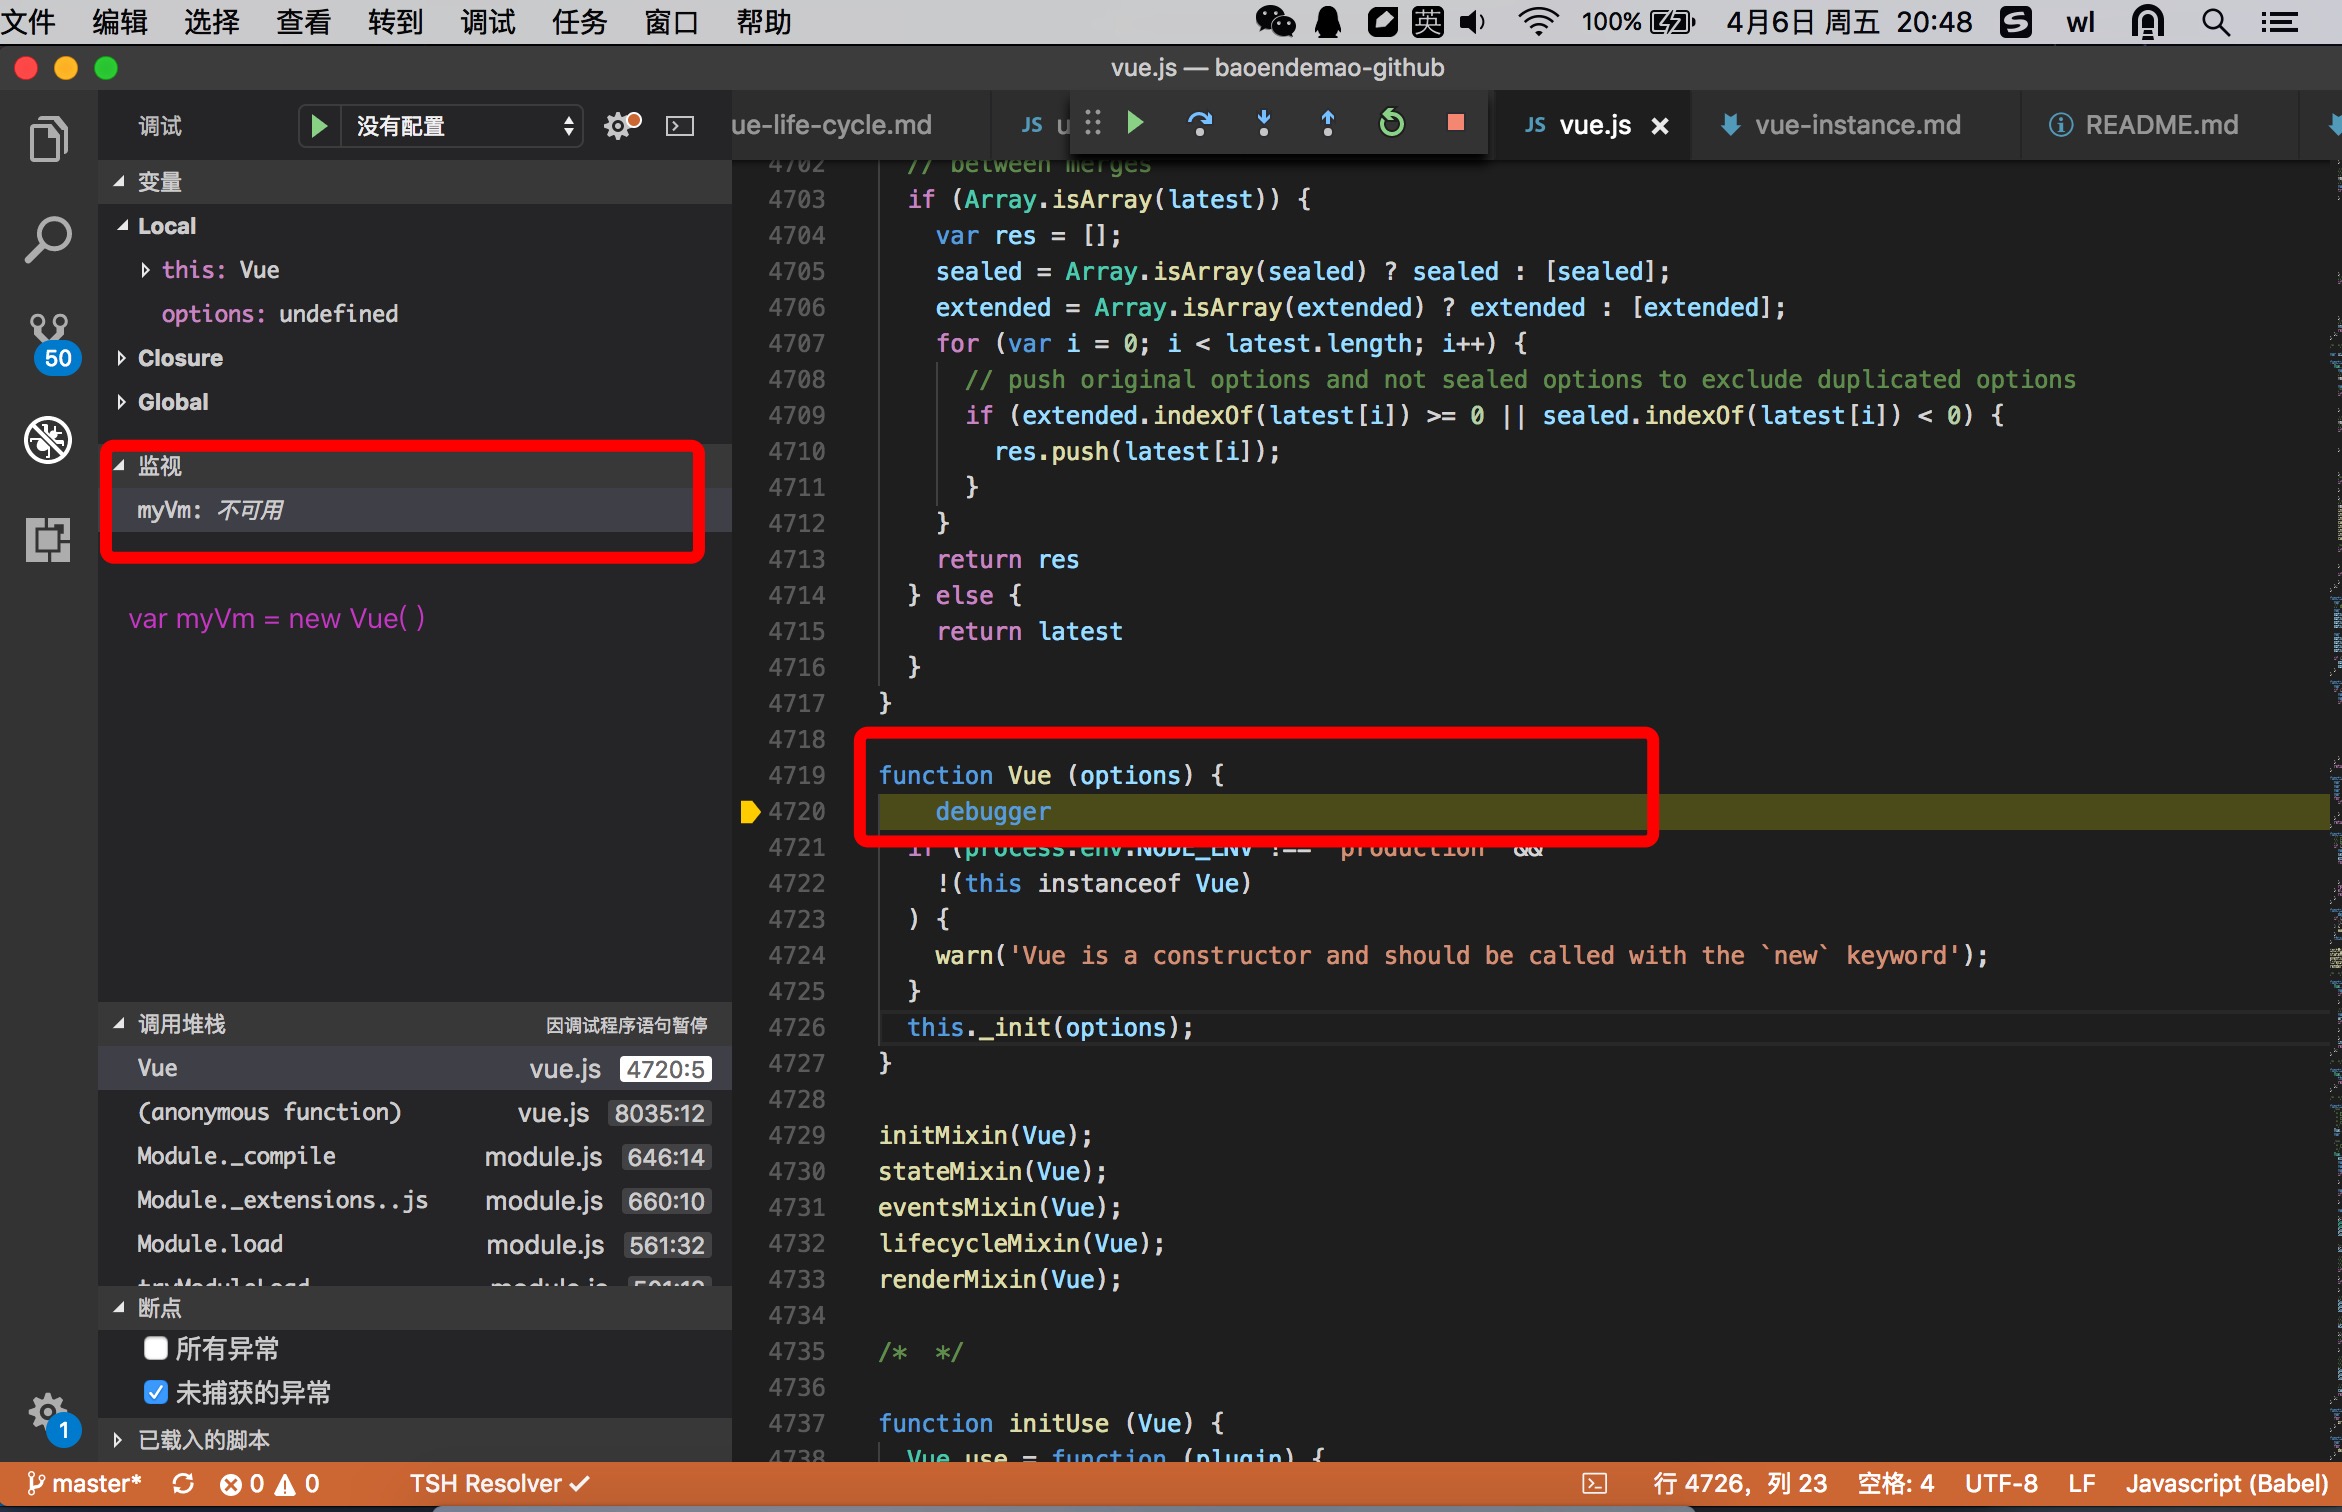 文件 编辑 选择 查看 转到 调试 任务 窗口 帮助 英 100% 4月6日 周五 20:48 wl
vue.js — baoendemao-github
调试 没有配置
ue-life-cycle.md JS u JS vue.js vue-instance.md README.md
变量
Local
this: Vue
options: undefined
Closure
Global
50
监视
myVm: 不可用
var myVm = new Vue( )
调用堆栈 因调试程序语句暂停
Vue vue.js 4720:5
(anonymous function) vue.js 8035:12
Module._compile module.js 646:14
Module._extensions..js module.js 660:10
Module.load module.js 561:32
断点
所有异常
未捕获的异常
已载入的脚本
1
4702 // between merges
4703 if (Array.isArray(latest)) {
4704 var res = [];
4705 sealed = Array.isArray(sealed) ? sealed : [sealed];
4706 extended = Array.isArray(extended) ? extended : [extended];
4707 for (var i = 0; i < latest.length; i++) {
4708 // push original options and not sealed options to exclude duplicated options
4709 if (extended.indexOf(latest[i]) >= 0 || sealed.indexOf(latest[i]) < 0) {
4710 res.push(latest[i]);
4711 }
4712 }
4713 return res
4714 } else {
4715 return latest
4716 }
4717 }
4718
4719 function Vue (options) {
4720 debugger
4721 if (process.env.NODE_ENV !== 'production' &&
4722 !(this instanceof Vue)
4723 ) {
4724 warn('Vue is a constructor and should be called with the `new` keyword');
4725 }
4726 this._init(options);
4727 }
4728
4729 initMixin(Vue);
4730 stateMixin(Vue);
4731 eventsMixin(Vue);
4732 lifecycleMixin(Vue);
4733 renderMixin(Vue);
4734
4735 /*  */
4736
4737 function initUse (Vue) {
4738 Vue.use = function (plugin) {
master* 0 0 TSH Resolver 行 4726，列 23 空格: 4 UTF-8 LF Javascript (Babel)